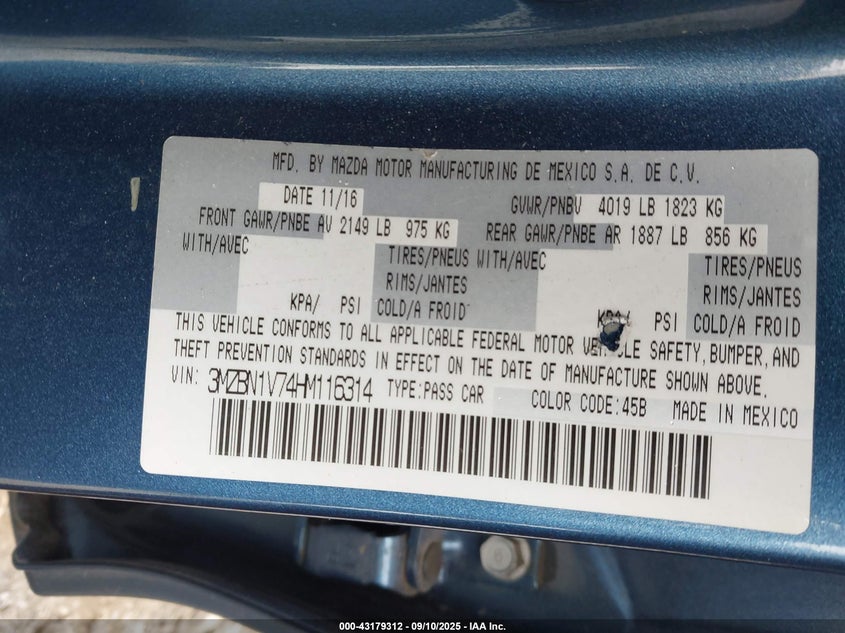 MFD. BY MAZDA MOTOR MANUFACTURING DE MEXICO S.A. DE C.V.
DATE 11/16 GVWR/PNBV 4019 LB 1823 KG
FRONT GAWR/PNBE AV 2149 LB 975 KG REAR GAWR/PNBE AR 1887 LB 856 KG
WITH/AVEC TIRES/PNEUS WITH/AVEC TIRES/PNEUS
RIMS/JANTES RIMS/JANTES
KPA/ PSI COLD/A FROID KPA/ PSI COLD/A FROID
THIS VEHICLE CONFORMS TO ALL APPLICABLE FEDERAL MOTOR VEHICLE SAFETY, BUMPER, AND
THEFT PREVENTION STANDARDS IN EFFECT ON THE DATE OF MANUFACTURE SHOWN ABOVE.
VIN: 3MZBN1V74HM116314 TYPE:PASS CAR COLOR CODE:45B MADE IN MEXICO
000-43179312 - 09/10/2025 - IAA Inc.